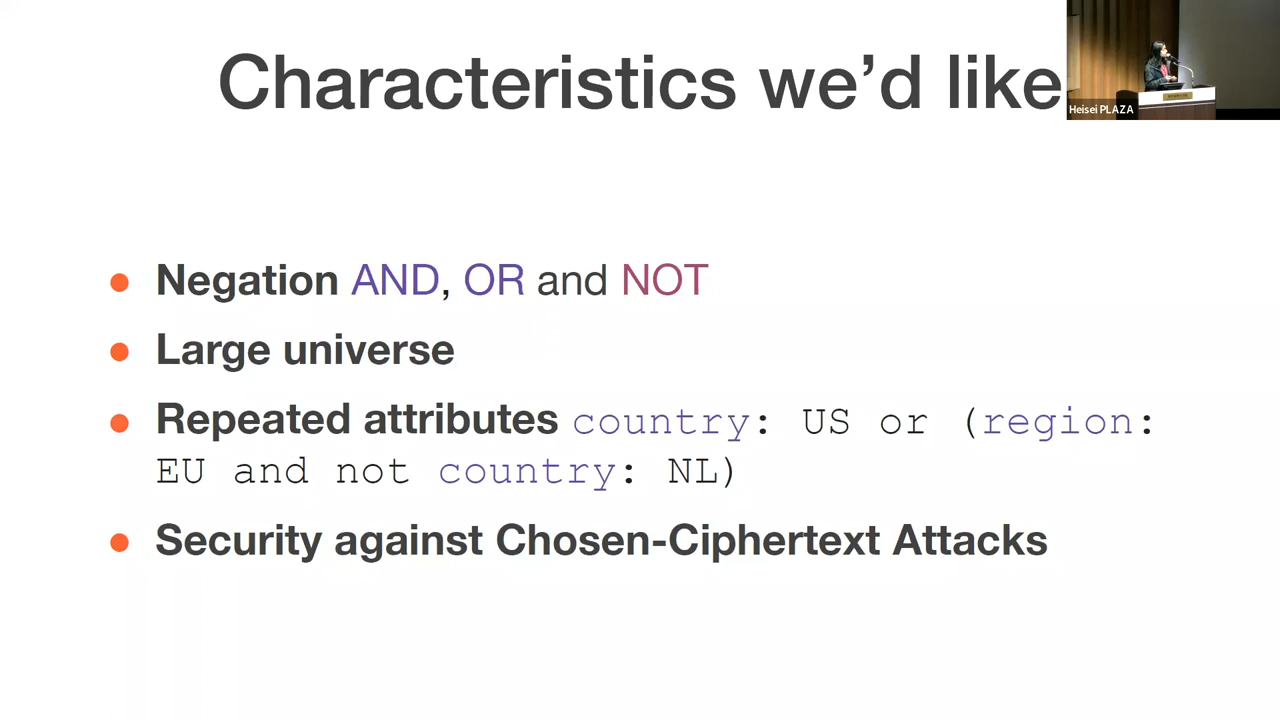 Characteristics we’d like
Heisei PLAZA
● Negation AND, OR and NOT
● Large universe
● Repeated attributes country: US or (region:
EU and not country: NL)
● Security against Chosen-Ciphertext Attacks